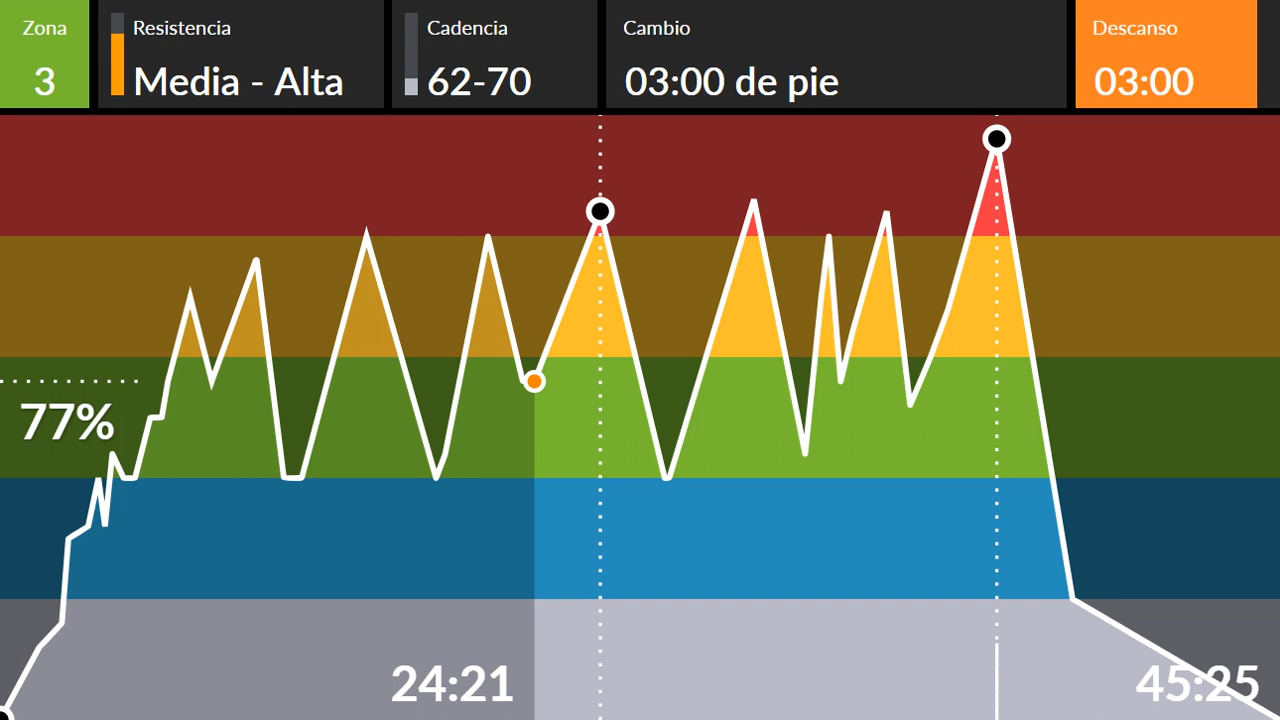 Zona
3
Resistencia
Media - Alta
Cadencia
62-70
Cambio
03:00 de pie
Descanso
03:00
77%
24:21
45:25